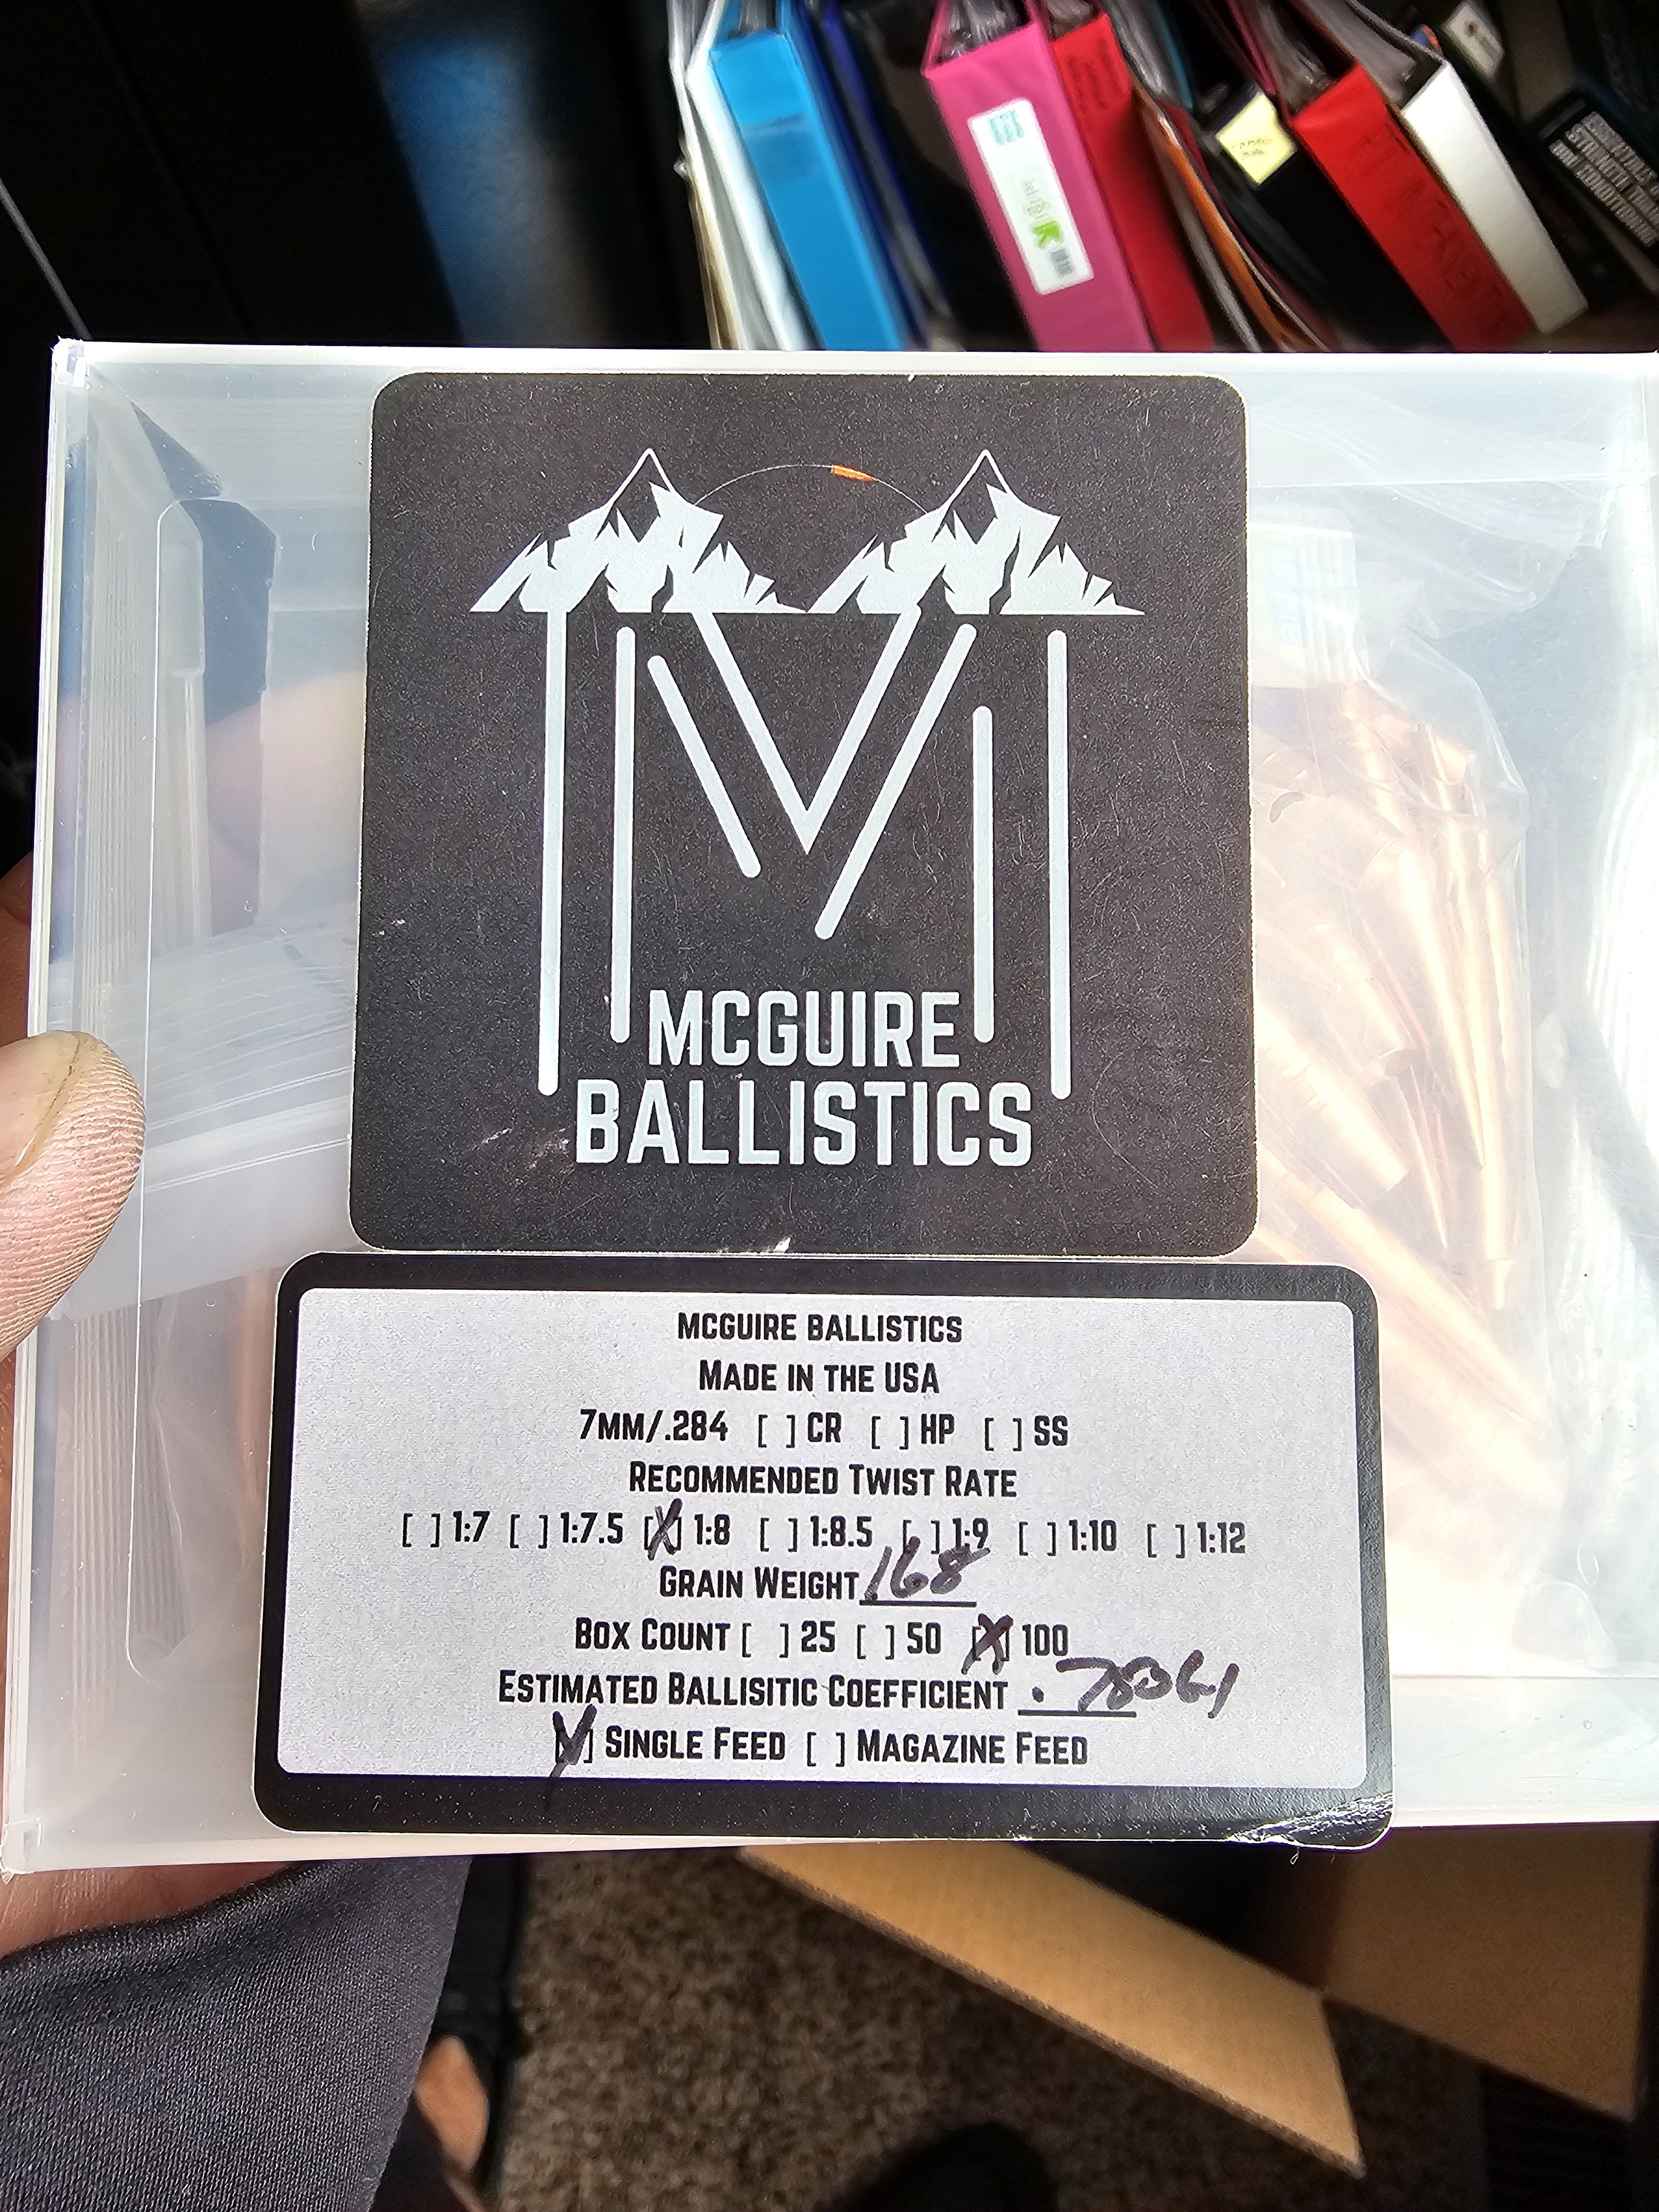 MCGUIRE
BALLISTICS
MCGUIRE BALLISTICS
MADE IN THE USA
7MM/.284 [ ] CR [ ] HP [ ] SS
RECOMMENDED TWIST RATE
[ ] 1:7 [ ] 1:7.5 [X] 1:8 [ ] 1:8.5 [ ] 1:9 [ ] 1:10 [ ] 1:12
GRAIN WEIGHT 168
BOX COUNT [ ] 25 [ ] 50 [X] 100
ESTIMATED BALLISITIC COEFFICIENT
[X] SINGLE FEED [ ] MAGAZINE FEED